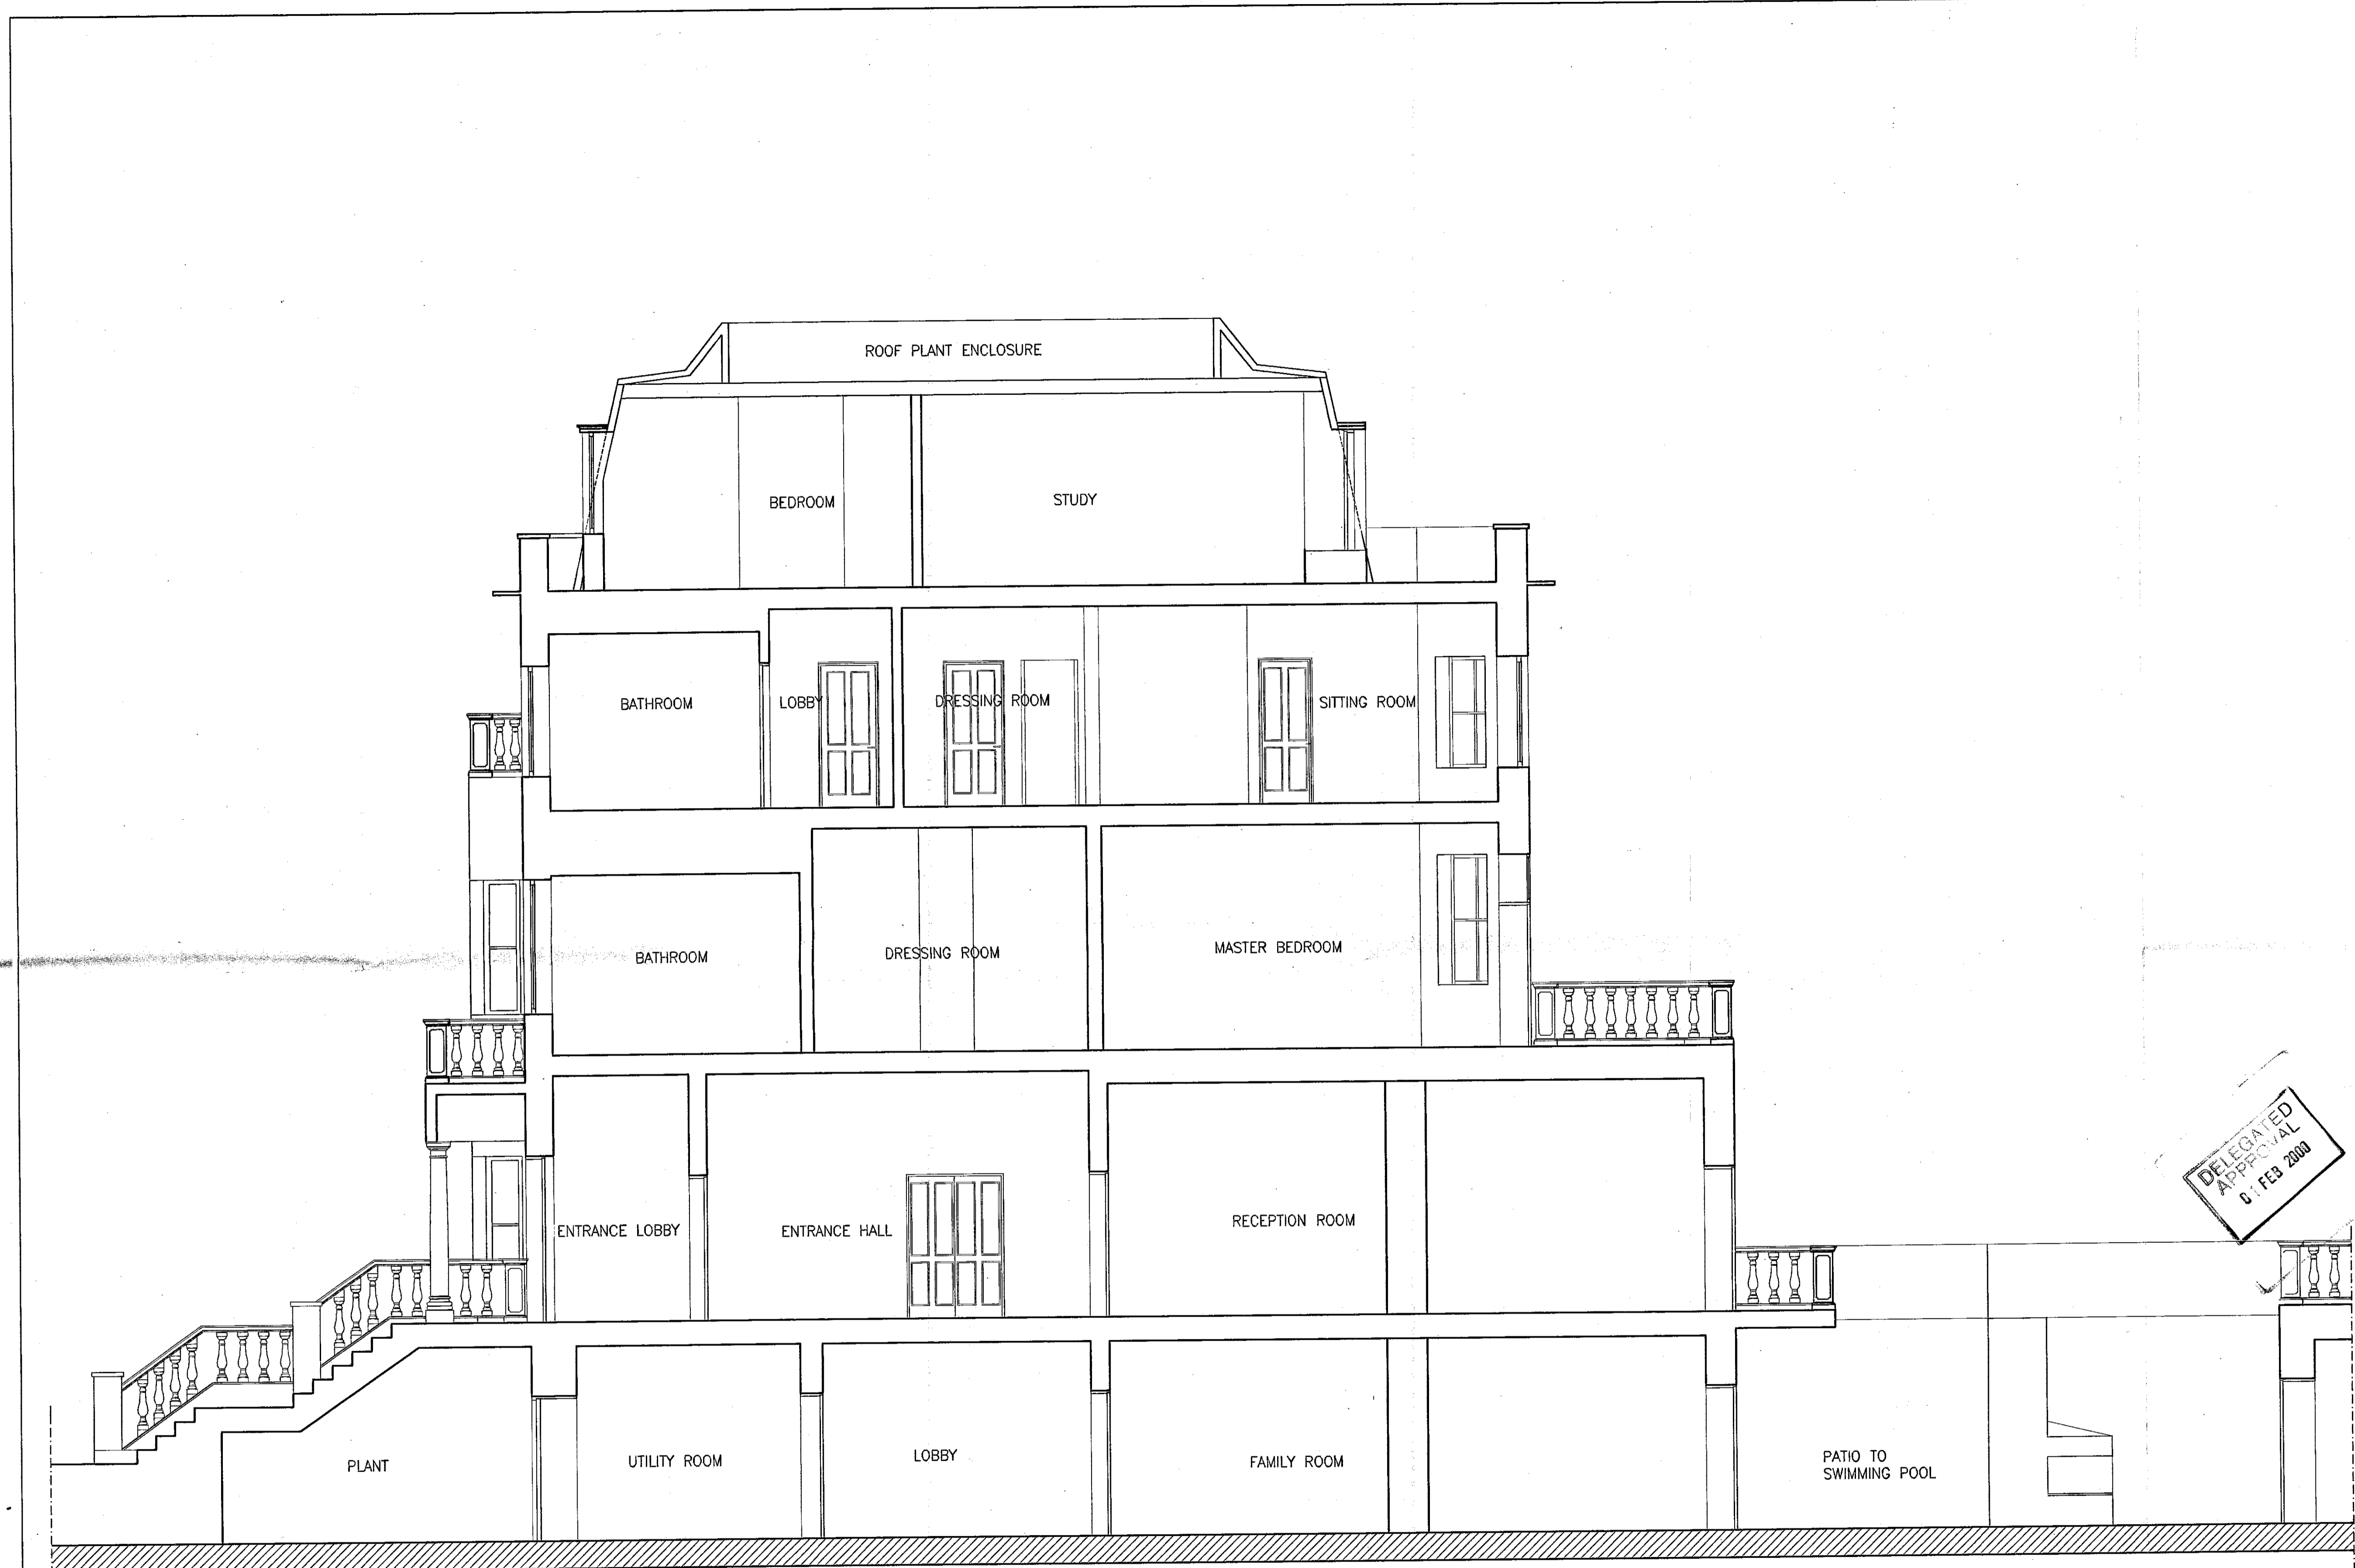 ROOF PLANT ENCLOSURE
BEDROOM
STUDY
BATHROOM
LOBBY
DRESSING ROOM
SITTING ROOM
BATHROOM
DRESSING ROOM
MASTER BEDROOM
ENTRANCE LOBBY
ENTRANCE HALL
RECEPTION ROOM
DELEGATED
APPROVAL
01 FEB 2000
PLANT
UTILITY ROOM
LOBBY
FAMILY ROOM
PATIO TO
SWIMMING POOL